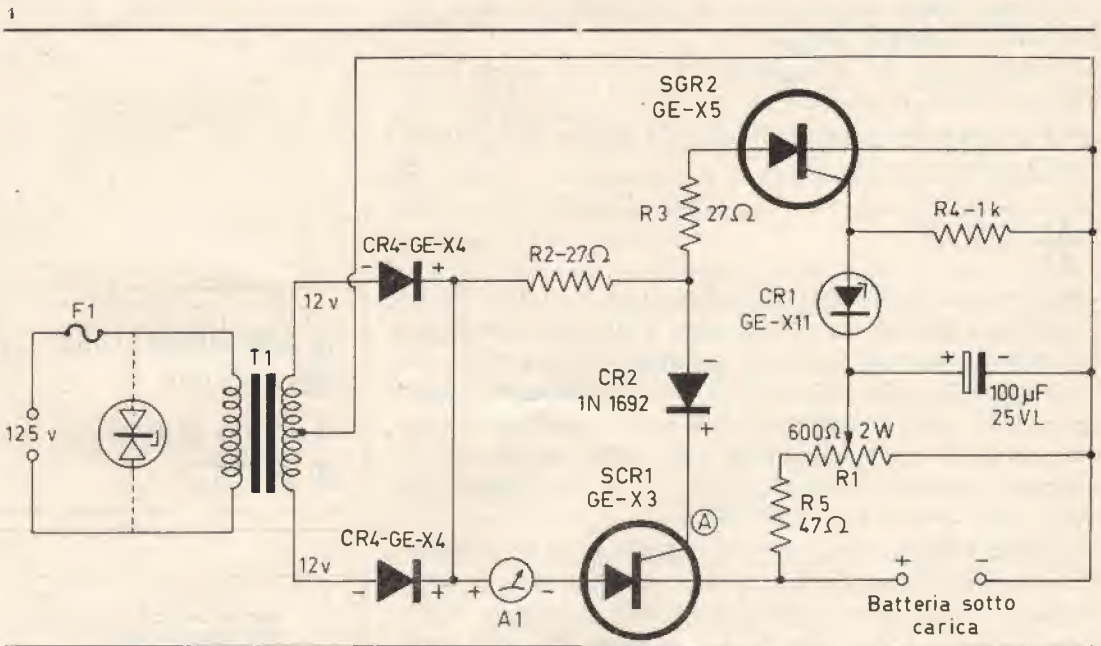 1
SGR2
GE-X5
R3
27Ω
R4-1k
CR4-GE-X4
R2-27Ω
- +
12v
CR1
GE-X11
F1
T1
-
CR2
1N 1692
+
+ -
100µF
25VL
125 v
600Ω 2W
R1
SCR1
GE-X3
A
R5
47Ω
CR4-GE-X4
12v
- +
+ -
A1
+ -
Batteria sotto
carica